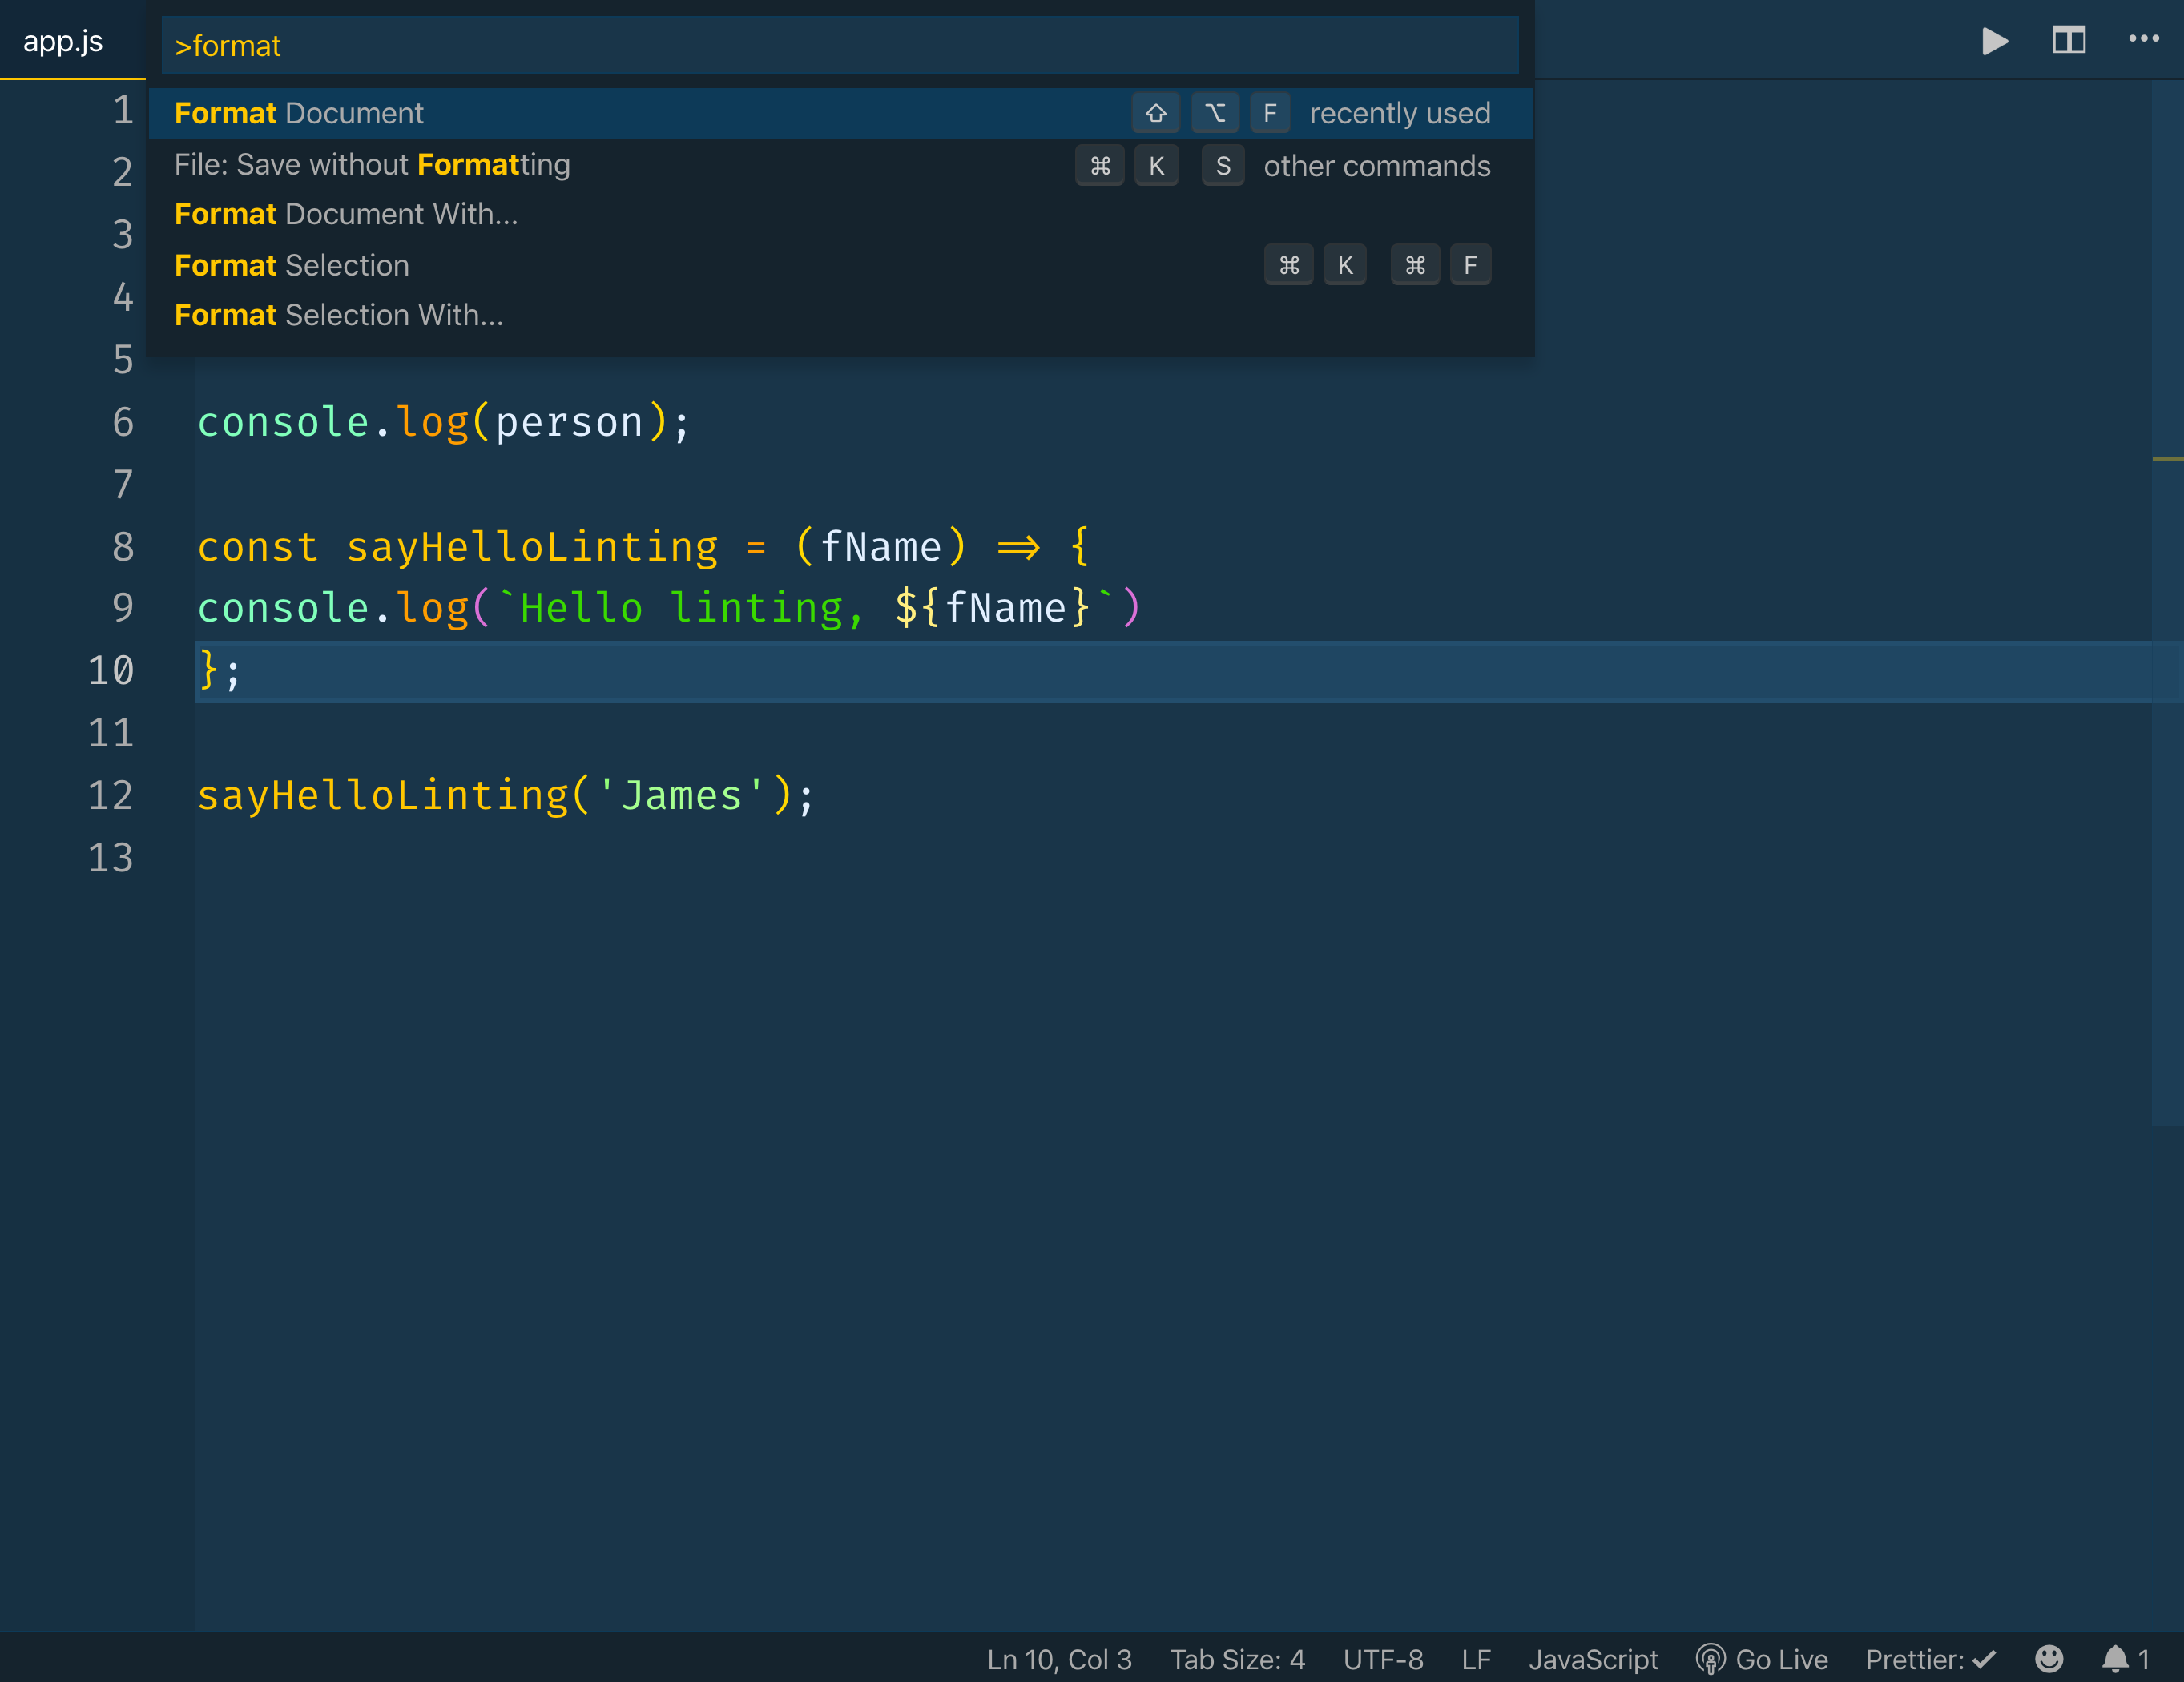 app.js
>format
Format Document ⇧ ⌥ F recently used
File: Save without Formatting ⌘ K S other commands
Format Document With...
Format Selection ⌘ K ⌘ F
Format Selection With...
1
2
3
4
5
6 console.log(person);
7
8 const sayHelloLinting = (fName) => {
9 console.log(`Hello linting, ${fName}`)
10 };
11
12 sayHelloLinting('James');
13
Ln 10, Col 3 Tab Size: 4 UTF-8 LF JavaScript Go Live Prettier: ✓ 1